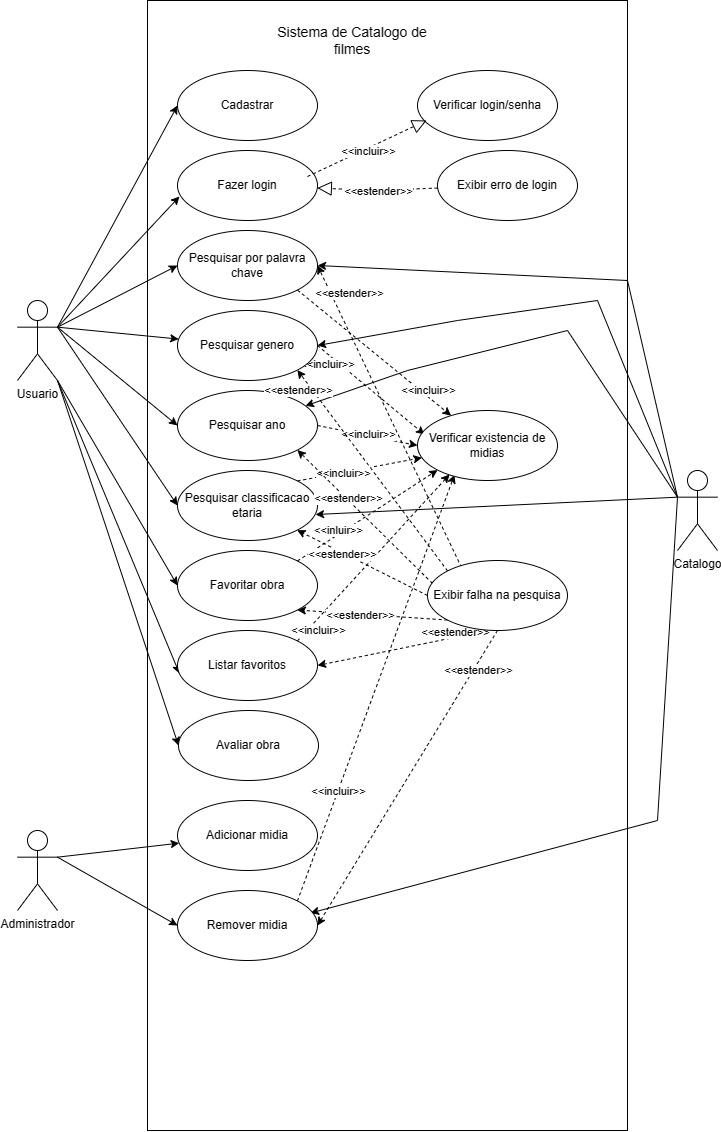 Sistema de Catalogo de
filmes
Cadastrar
Verificar login/senha
<<incluir>>
Fazer login
<<estender>>
Exibir erro de login
Pesquisar por palavra
chave
<<estender>>
Usuario
Pesquisar genero
<<incluir>>
<<estender>>
<<incluir>>
Pesquisar ano
<<incluir>>
Verificar existencia de
midias
<<incluir>>
Pesquisar classificacao
etaria
<<estender>>
<<inluir>>
<<estender>>
Catalogo
Favoritar obra
Exibir falha na pesquisa
<<estender>>
<<incluir>>
<<estender>>
Listar favoritos
<<estender>>
Avaliar obra
<<incluir>>
Adicionar midia
Administrador
Remover midia